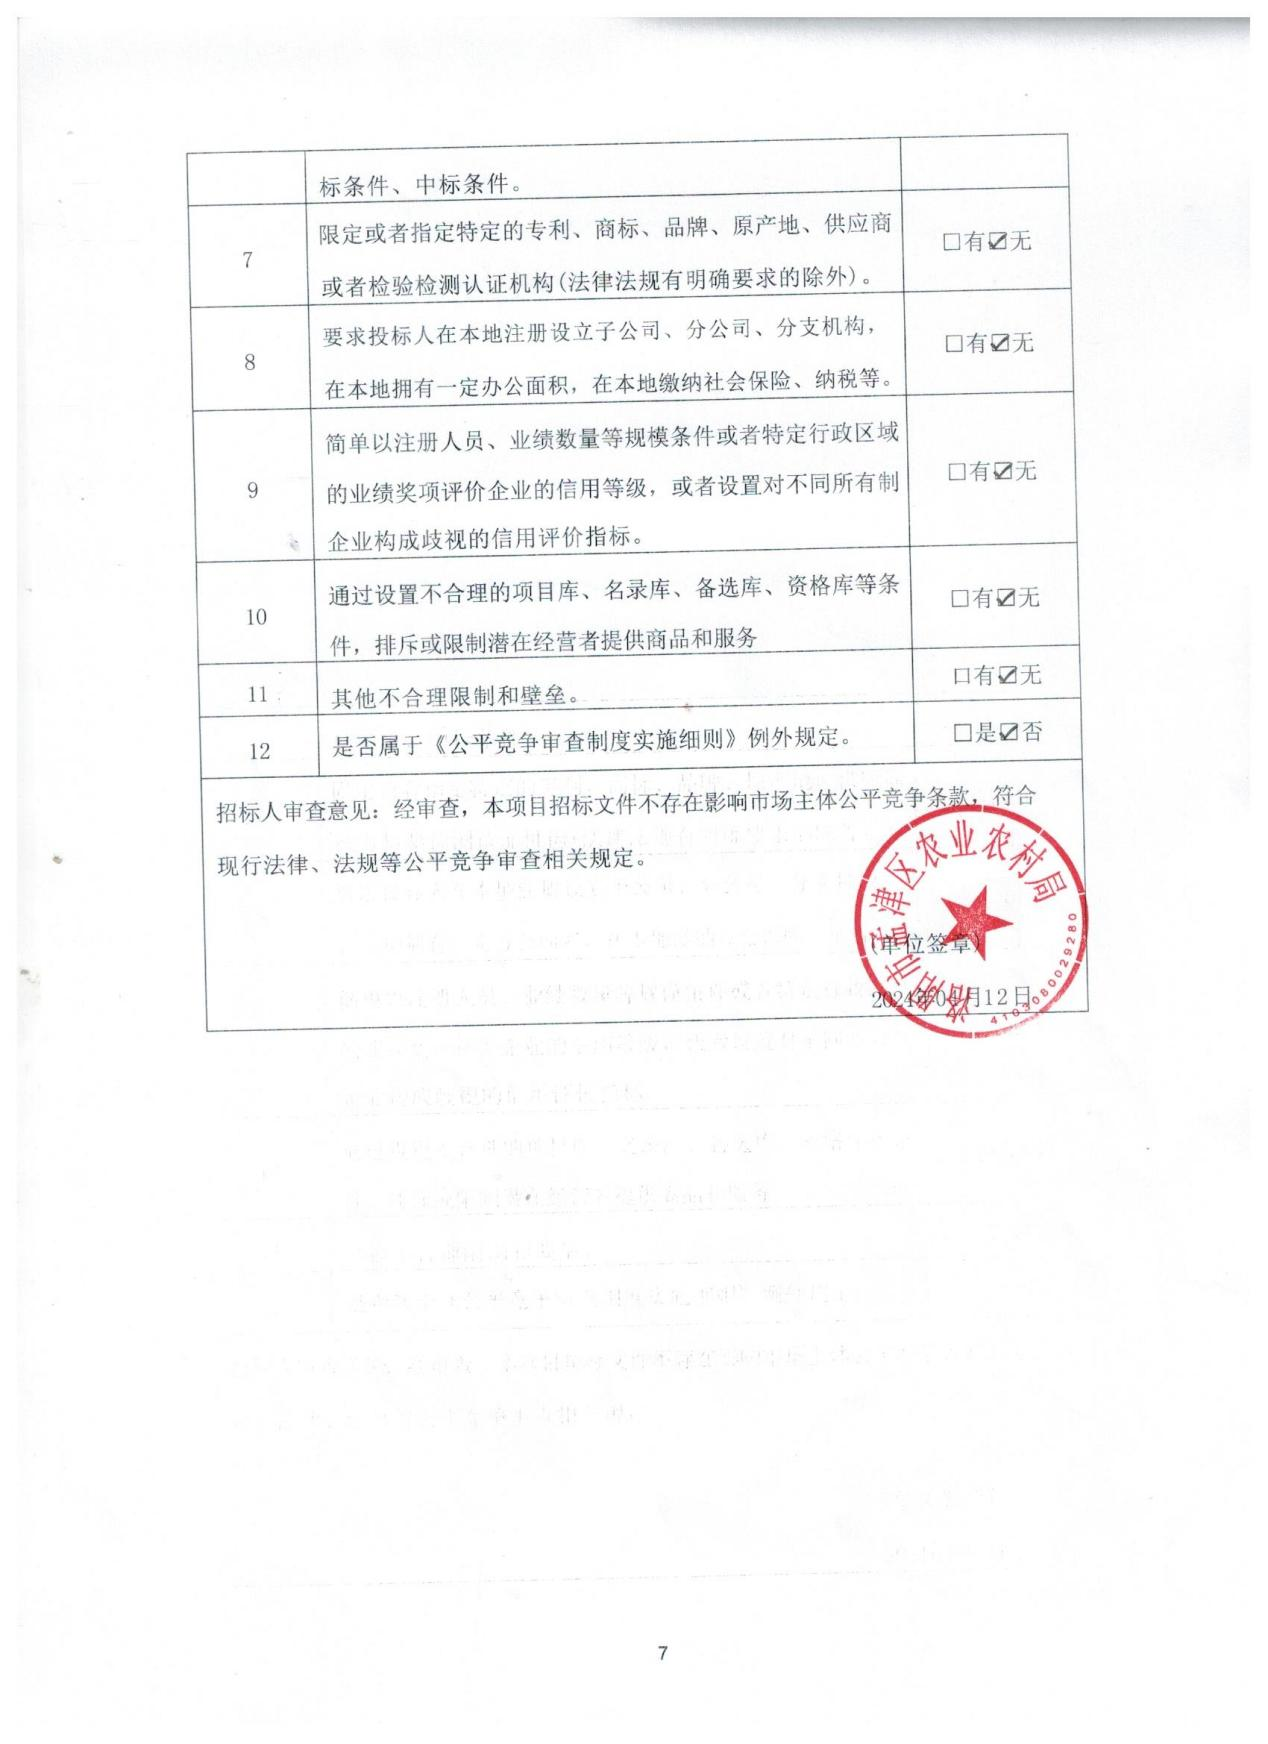 标条件、中标条件。
7
限定或者指定特定的专利、商标、品牌、原产地、供应商
或者检验检测认证机构(法律法规有明确要求的除外)。
□有☑无
8
要求投标人在本地注册设立子公司、分公司、分支机构，
在本地拥有一定办公面积，在本地缴纳社会保险、纳税等。
□有☑无
9
简单以注册人员、业绩数量等规模条件或者特定行政区域
的业绩奖项评价企业的信用等级，或者设置对不同所有制
企业构成歧视的信用评价指标。
□有☑无
10
通过设置不合理的项目库、名录库、备选库、资格库等条
件，排斥或限制潜在经营者提供商品和服务
□有☑无
11
其他不合理限制和壁垒。
□有☑无
12
是否属于《公平竞争审查制度实施细则》例外规定。
□是☑否
招标人审查意见：经审查，本项目招标文件不存在影响市场主体公平竞争条款，符合
现行法律、法规等公平竞争审查相关规定。
洛阳市孟津区农业农村局
(单位签章)
2024年04月12日
4103080029280
7